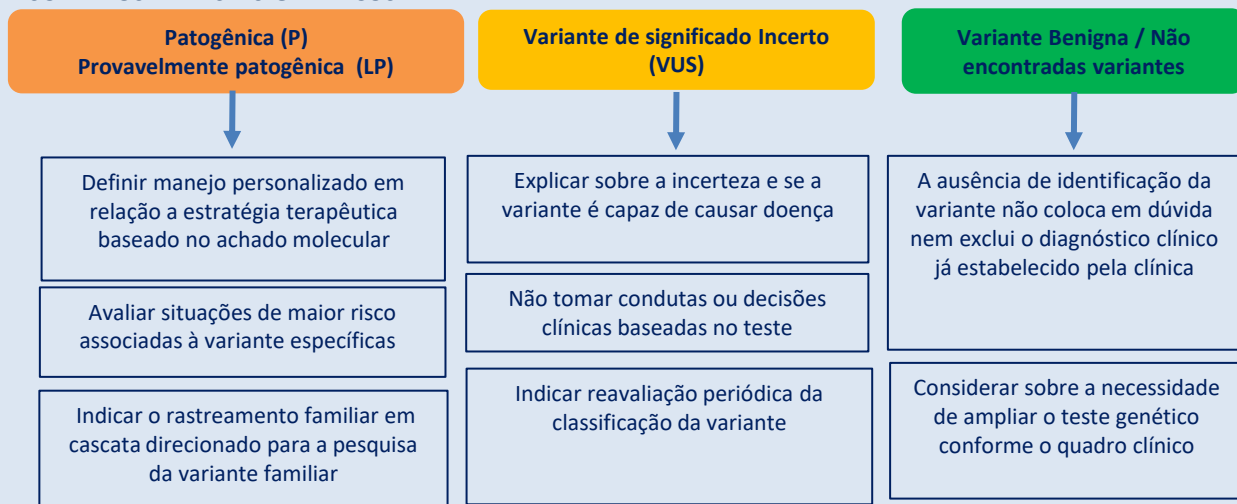 Patogênica (P)
Provavelmente patogênica (LP)
Variante de significado Incerto
(VUS)
Variante Benigna / Não
encontradas variantes
Definir manejo personalizado em
relação a estratégia terapêutica
baseado no achado molecular
Avaliar situações de maior risco
associadas à variante específicas
Indicar o rastreamento familiar em
cascata direcionado para a pesquisa
da variante familiar
Explicar sobre a incerteza e se a
variante é capaz de causar doença
Não tomar condutas ou decisões
clínicas baseadas no teste
Indicar reavaliação periódica da
classificação da variante
A ausência de identificação da
variante não coloca em dúvida
nem exclui o diagnóstico clínico
já estabelecido pela clínica
Considerar sobre a necessidade
de ampliar o teste genético
conforme o quadro clínico